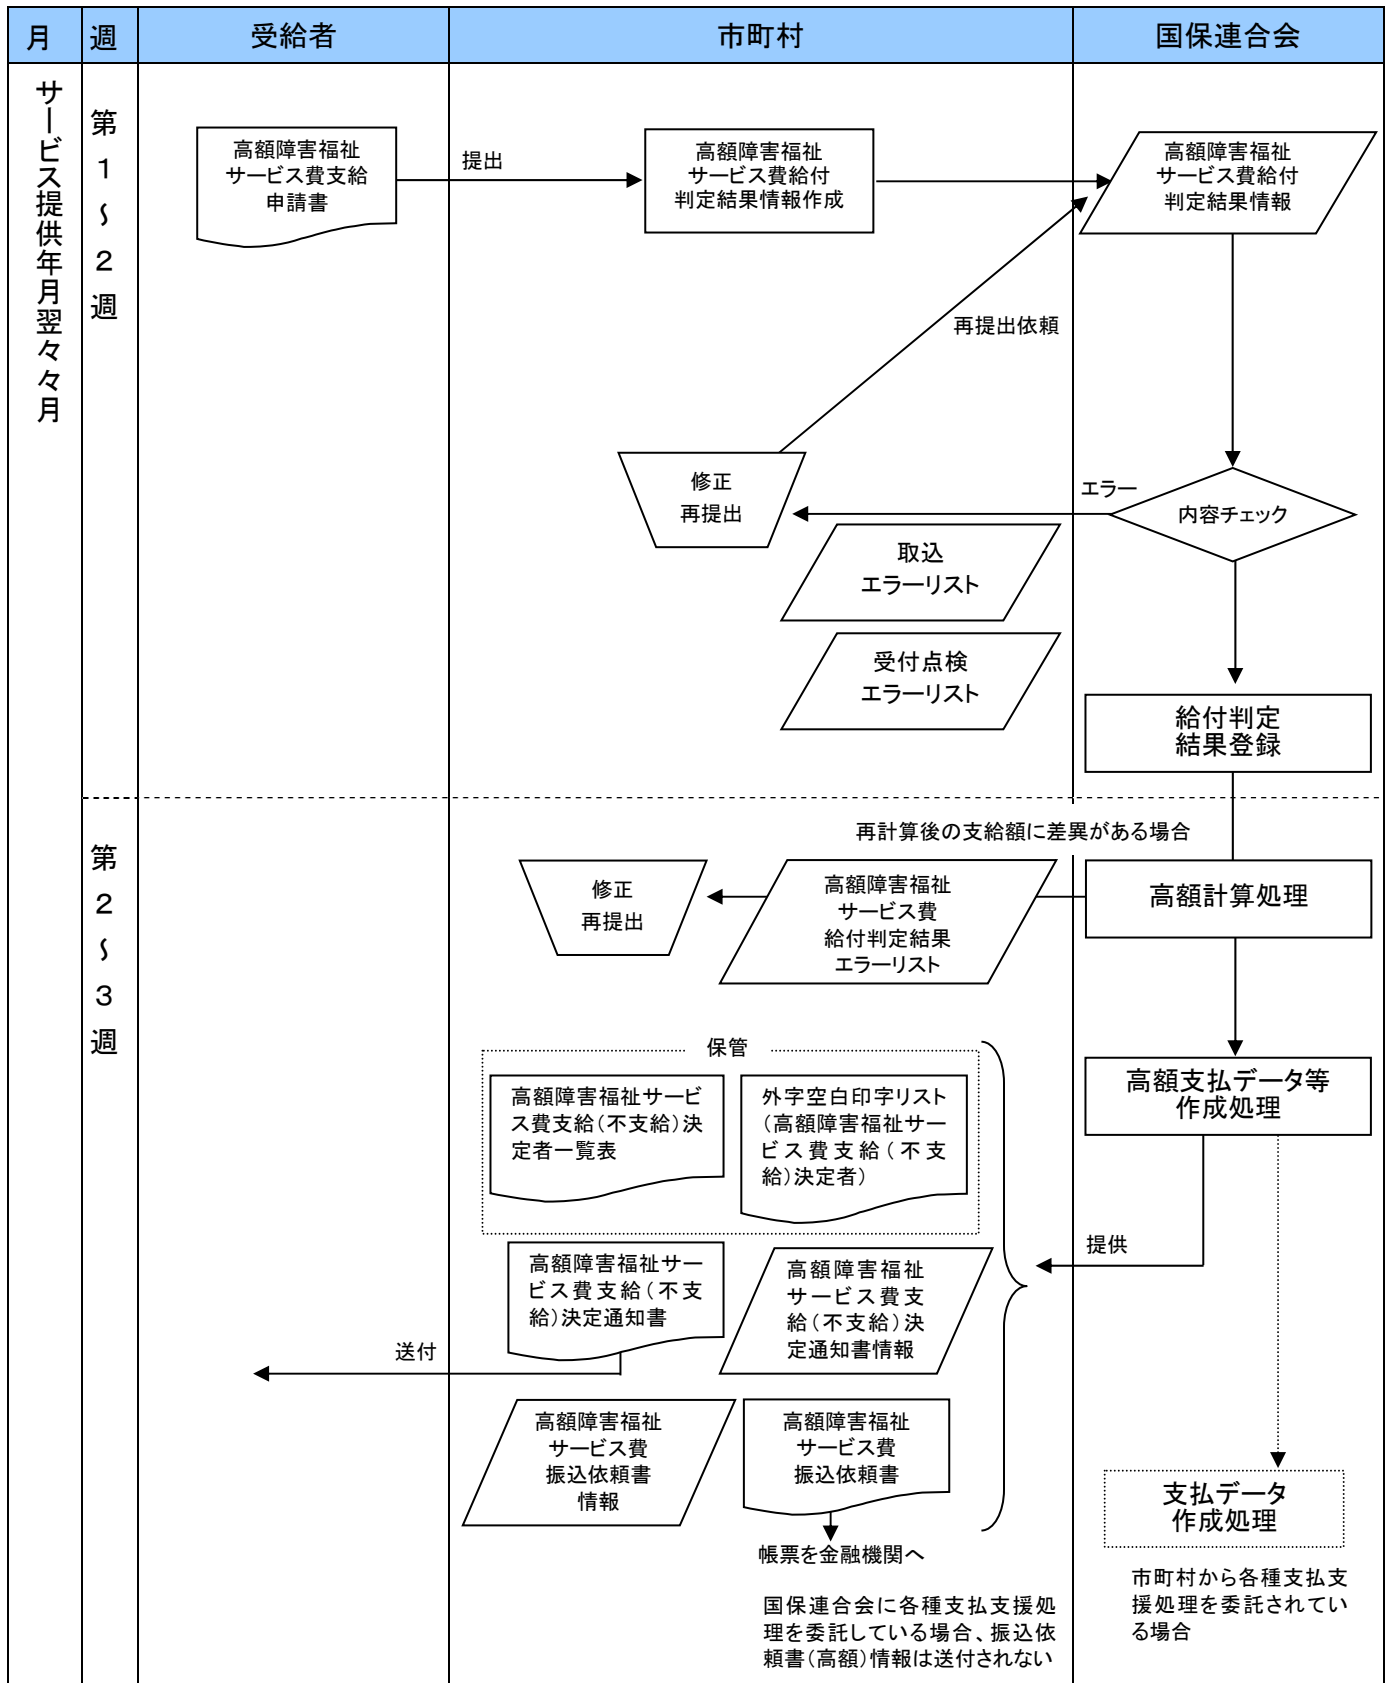 月
週
受給者
市町村
国保連合会
サービス提供年月翌々々月
第1～2週
高額障害福祉
サービス費支給
申請書
提出
高額障害福祉
サービス費給付
判定結果情報作成
高額障害福祉
サービス費給付
判定結果情報
再提出依頼
修正
再提出
エラー
内容チェック
取込
エラーリスト
受付点検
エラーリスト
給付判定
結果登録
第2～3週
再計算後の支給額に差異がある場合
修正
再提出
高額障害福祉
サービス費
給付判定結果
エラーリスト
高額計算処理
保管
高額障害福祉サービ
ス費支給(不支給)決
定者一覧表
外字空白印字リスト
(高額障害福祉サー
ビス費支給(不支
給)決定者)
高額支払データ等
作成処理
提供
高額障害福祉サー
ビス費支給(不支
給)決定通知書
高額障害福祉
サービス費支
給(不支給)決
定通知書情報
送付
高額障害福祉
サービス費
振込依頼書
情報
高額障害福祉
サービス費
振込依頼書
支払データ
作成処理
帳票を金融機関へ
市町村から各種支払支
援処理を委託されてい
る場合
国保連合会に各種支払支援処
理を委託している場合、振込依
頼書(高額)情報は送付されない